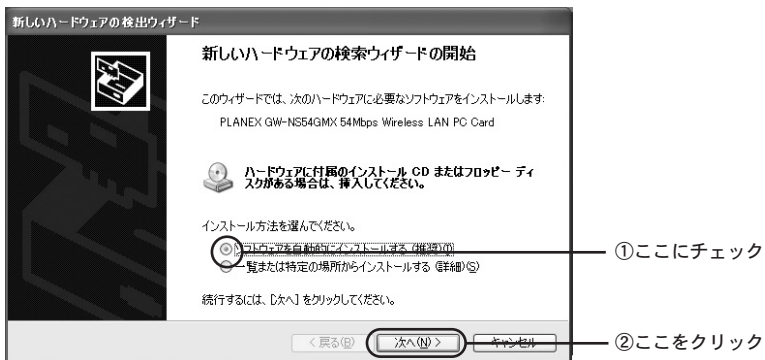 新しいハードウェアの検出ウィザード
新しいハードウェアの検索ウィザードの開始
このウィザードでは、次のハードウェアに必要なソフトウェアをインストールします:
PLANEX GW-NS54GMX 54Mbps Wireless LAN PC Card
ハードウェアに付属のインストール CD またはフロッピー ディ
スクがある場合は、挿入してください。
インストール方法を選んでください。
ソフトウェアを自動的にインストールする (推奨)(I)
①ここにチェック
一覧または特定の場所からインストールする (詳細)(S)
続行するには、[次へ] をクリックしてください。
< 戻る(B)
次へ(N) >
キャンセル
②ここをクリック